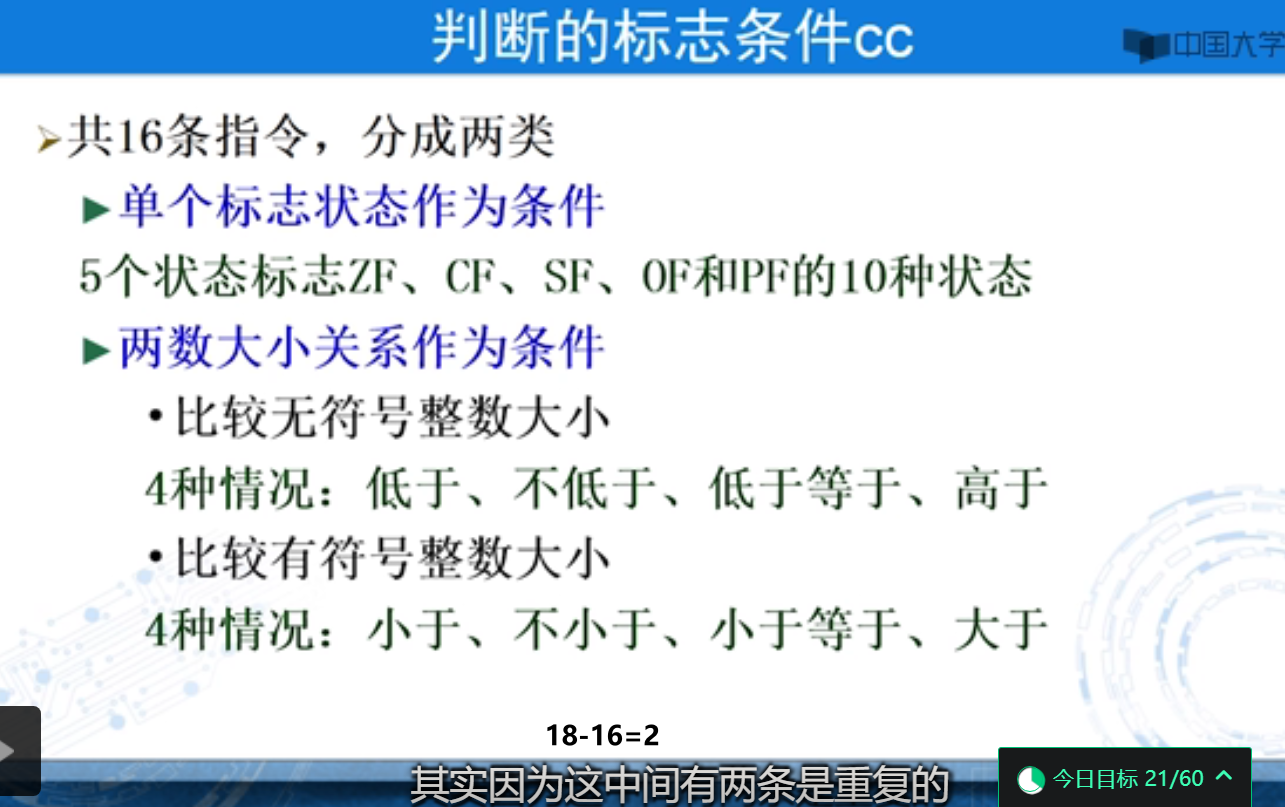 判断的标志条件cc
中国大学
共16条指令，分成两类
单个标志状态作为条件
5个状态标志ZF、CF、SF、OF和PF的10种状态
两数大小关系作为条件
•比较无符号整数大小
4种情况：低于、不低于、低于等于、高于
•比较有符号整数大小
4种情况：小于、不小于、小于等于、大于
18-16=2
其实因为这中间有两条是重复的
今日目标 21/60